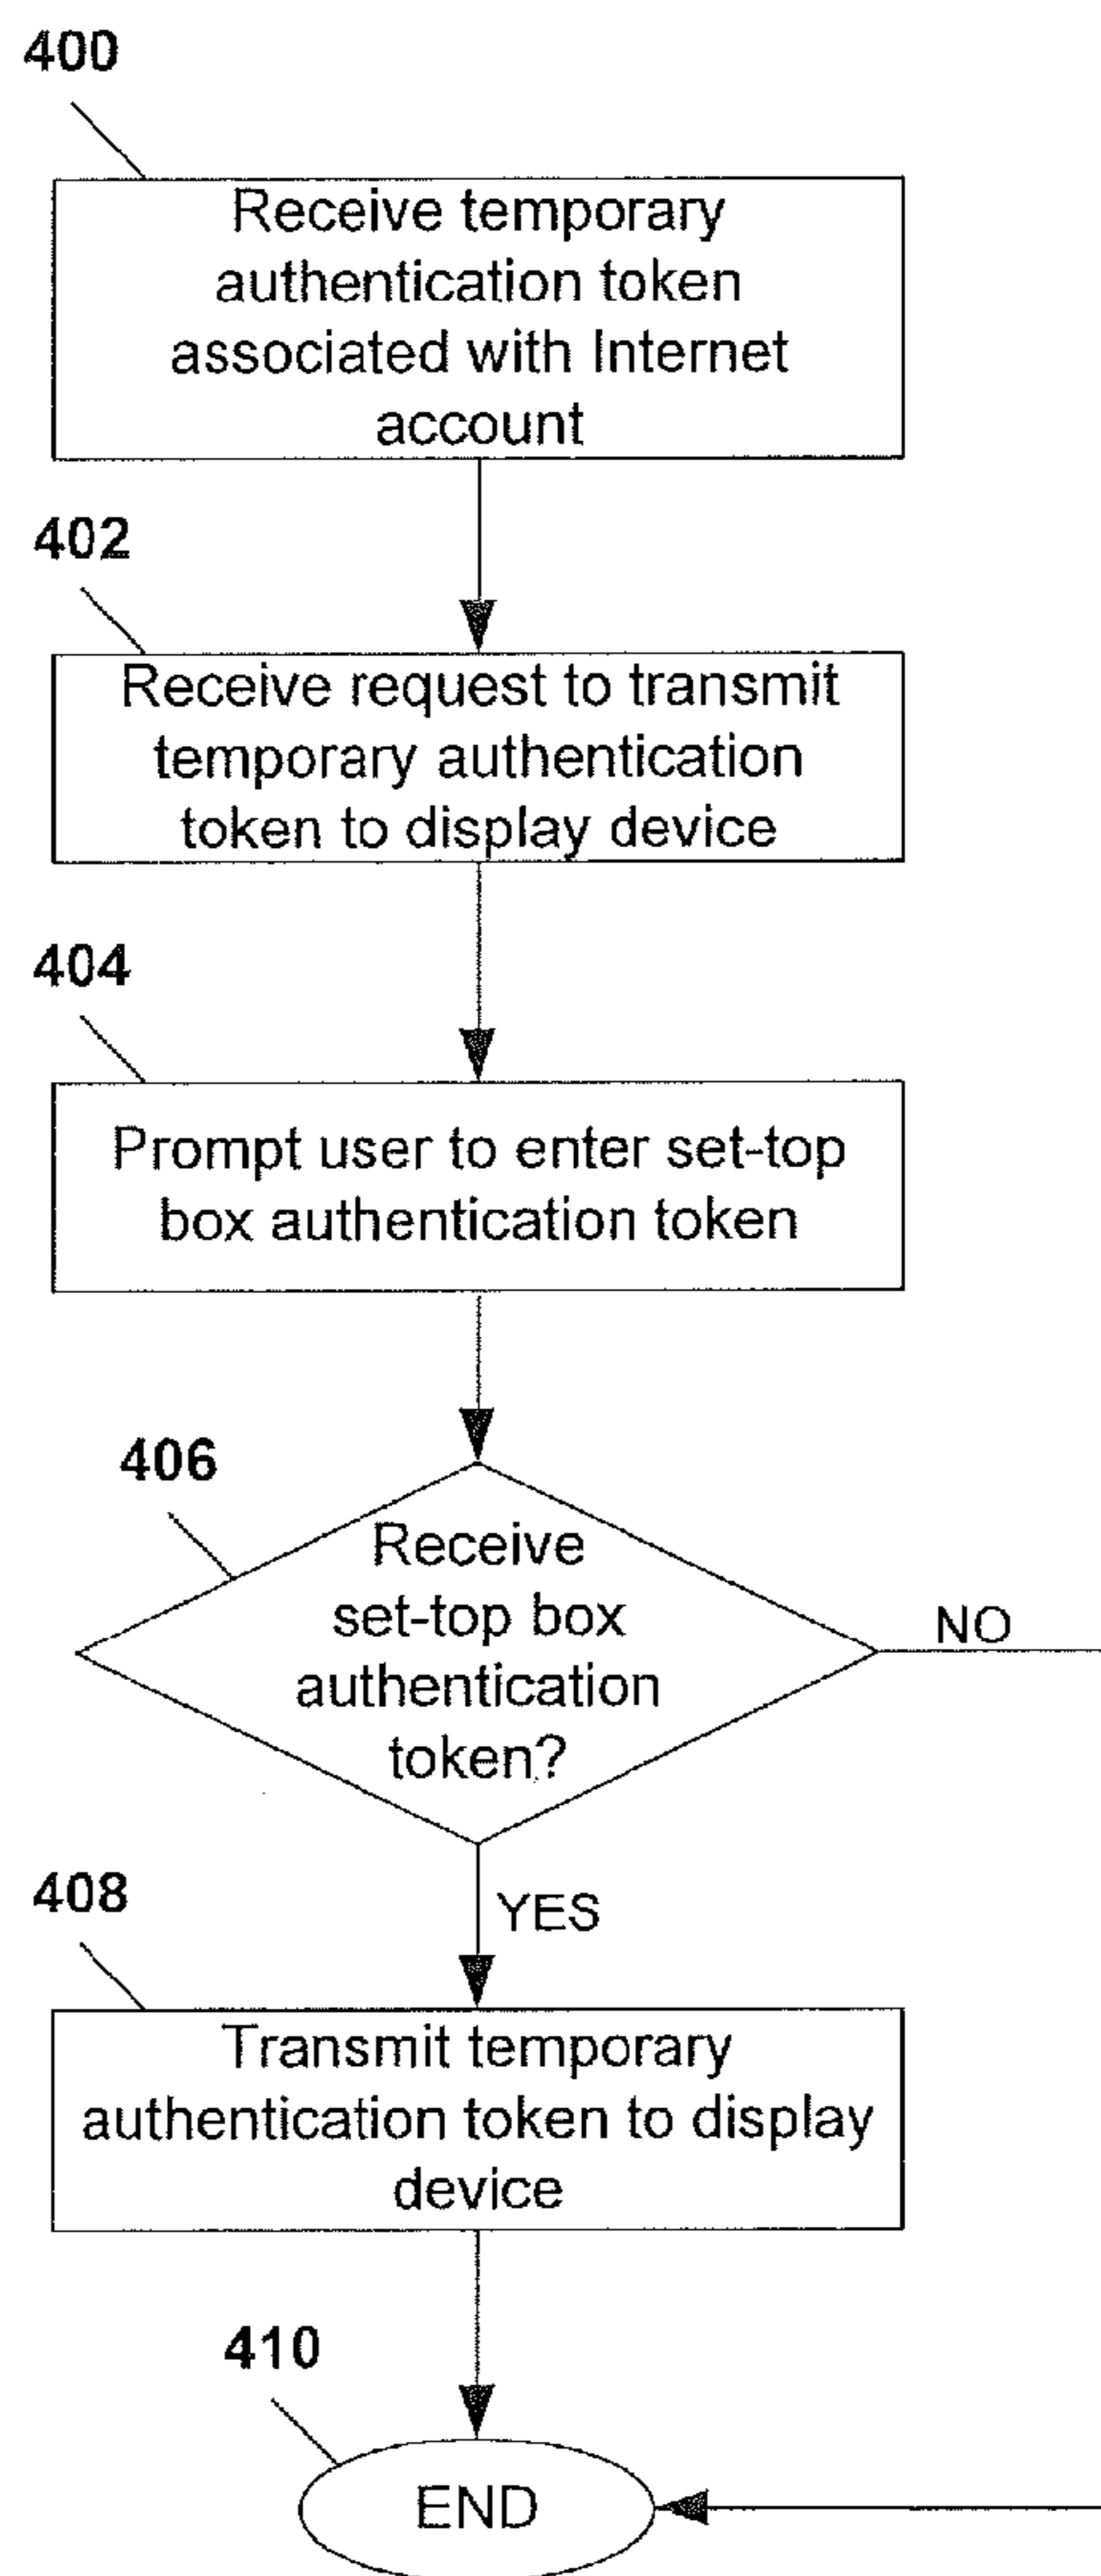 400
Receive temporary
authentication token
associated with Internet
account
402
Receive request to transmit
temporary authentication
token to display device
404
Prompt user to enter set-top
box authentication token
406
Receive
set-top box
authentication
token?
NO
YES
408
Transmit temporary
authentication token to display
device
410
END